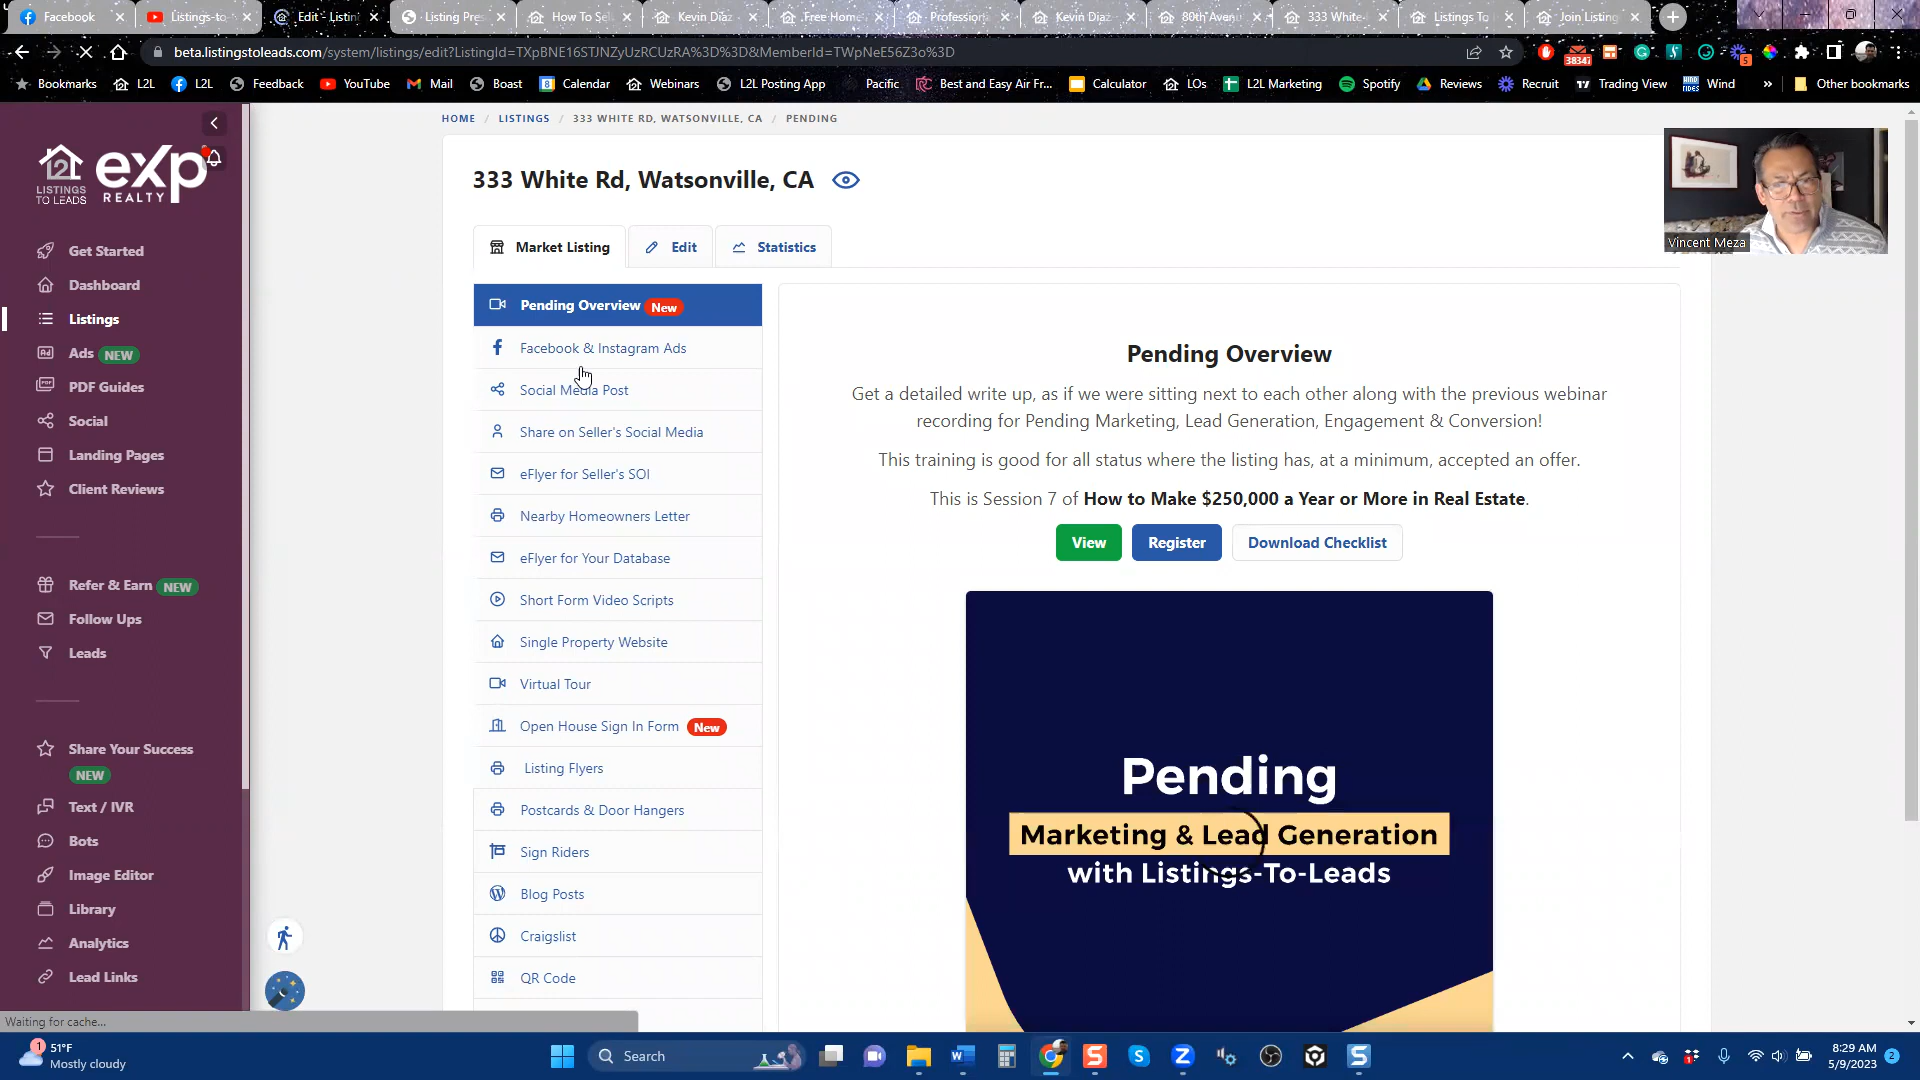 Facebook
Listings-to
Edit - Listin
Listing Pres
How To Sel
Kevin Diaz
Free Home
Profession
Kevin Diaz
80th Aven
333 White
Listings To
Join Listing
beta.listingstoleads.com/system/listings/edit?ListingId=TXpBNE16STJNZyUzRCUzRA%3D%3D&MemberId=TWpNeE56Z3o%3D
38347
5
Bookmarks
L2L
L2L
Feedback
YouTube
Mail
Boast
Calendar
Webinars
L2L Posting App
Pacific
Best and Easy Air Fr...
Calculator
LOs
L2L Marketing
Spotify
Reviews
Recruit
Trading View
Wind
»
Other bookmarks
L2L
LISTINGS
TO LEADS
eXp
REALTY
Get Started
Dashboard
Listings
Ads NEW
PDF Guides
Social
Landing Pages
Client Reviews
Refer & Earn NEW
Follow Ups
Leads
Share Your Success
NEW
Text / IVR
Bots
Image Editor
Library
Analytics
Lead Links
HOME / LISTINGS / 333 WHITE RD, WATSONVILLE, CA / PENDING
333 White Rd, Watsonville, CA
Market Listing
Edit
Statistics
Pending Overview New
Facebook & Instagram Ads
Social Media Post
Share on Seller's Social Media
eFlyer for Seller's SOI
Nearby Homeowners Letter
eFlyer for Your Database
Short Form Video Scripts
Single Property Website
Virtual Tour
Open House Sign In Form New
Listing Flyers
Postcards & Door Hangers
Sign Riders
Blog Posts
Craigslist
QR Code
Pending Overview
Get a detailed write up, as if we were sitting next to each other along with the previous webinar
recording for Pending Marketing, Lead Generation, Engagement & Conversion!
This training is good for all status where the listing has, at a minimum, accepted an offer.
This is Session 7 of How to Make $250,000 a Year or More in Real Estate.
View
Register
Download Checklist
Pending
Marketing & Lead Generation
with Listings-To-Leads
Vincent Meza
Waiting for cache...
1
51°F
Mostly cloudy
Search
8:29 AM
5/9/2023
2